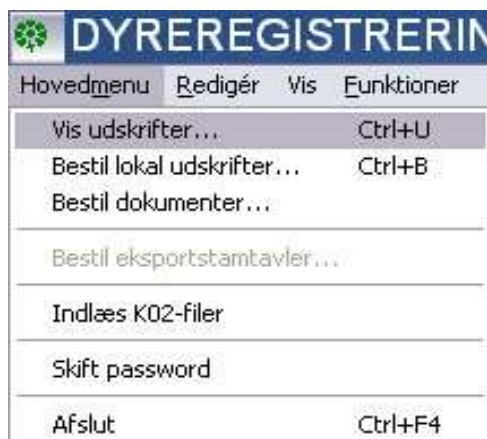 DYREREGISTRERIN
Hovedmenu Redigér Vis Funktioner
Vis udskrifter... Ctrl+U
Bestil lokal udskrifter... Ctrl+B
Bestil dokumenter...
Bestil eksportstamtavler...
Indlæs K02-filer
Skift password
Afslut Ctrl+F4